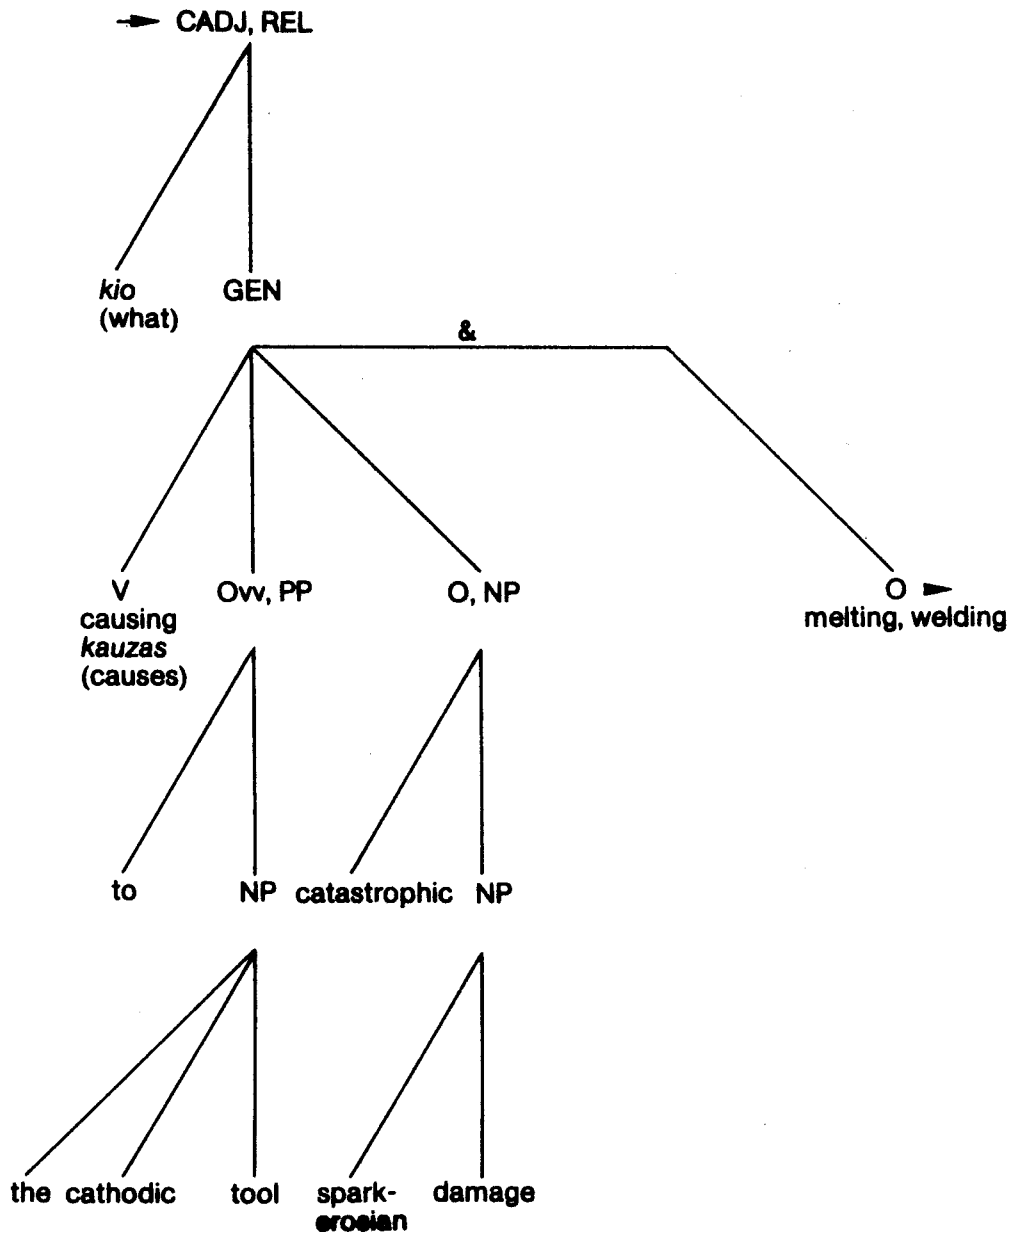 CADJ, REL
kio GEN
(what)
&
V Ovv, PP O, NP O
causing melting, welding
kauzas
(causes)
to NP catastrophic NP
the cathodic tool spark- damage
erosian